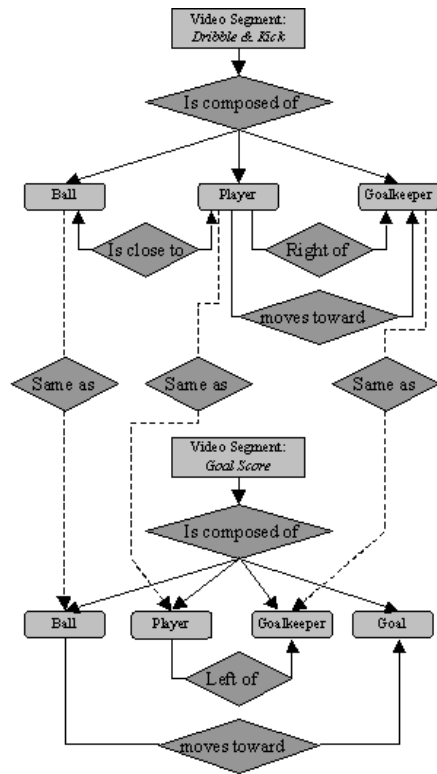 Video Segment:
Dribble & Kick
Is composed of
Ball
Player
Goalkeeper
Is close to
Right of
moves toward
Same as
Same as
Same as
Video Segment:
Goal Score
Is composed of
Ball
Player
Goalkeeper
Goal
Left of
moves toward